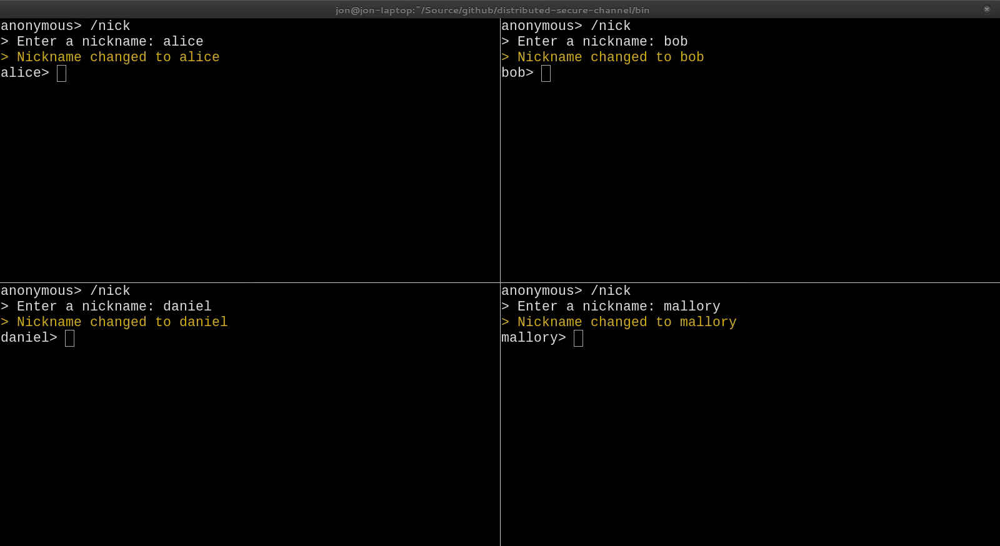 jon@jon-laptop:~/Source/github/distributed-secure-channel/bin
anonymous> /nick
> Enter a nickname: alice
> Nickname changed to alice
alice>
anonymous> /nick
> Enter a nickname: bob
> Nickname changed to bob
bob>
anonymous> /nick
> Enter a nickname: daniel
> Nickname changed to daniel
daniel>
anonymous> /nick
> Enter a nickname: mallory
> Nickname changed to mallory
mallory>